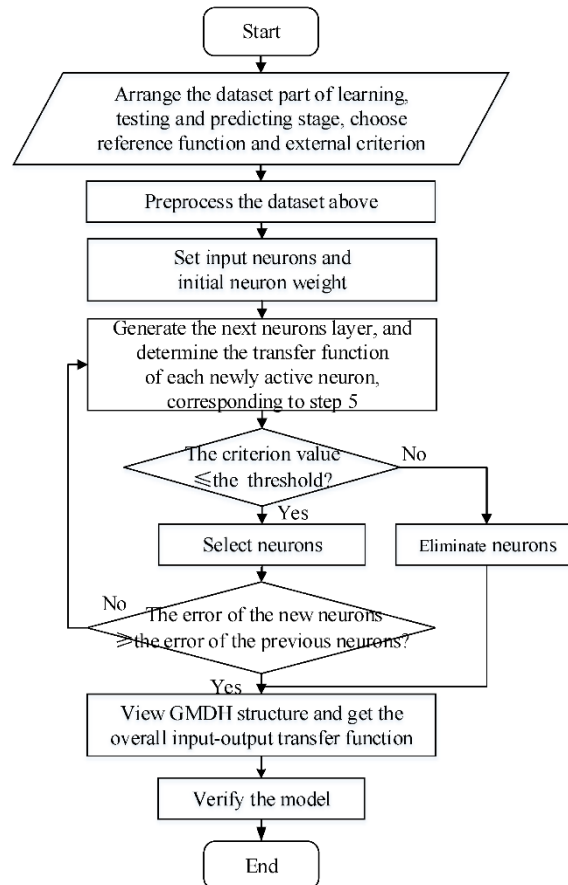 Start
Arrange the dataset part of learning,
testing and predicting stage, choose
reference function and external criterion
Preprocess the dataset above
Set input neurons and
initial neuron weight
Generate the next neurons layer, and
determine the transfer function
of each newly active neuron,
corresponding to step 5
The criterion value
≤the threshold?
No
Yes
Select neurons
Eliminate neurons
No
The error of the new neurons
≥the error of the previous neurons?
Yes
View GMDH structure and get the
overall input-output transfer function
Verify the model
End